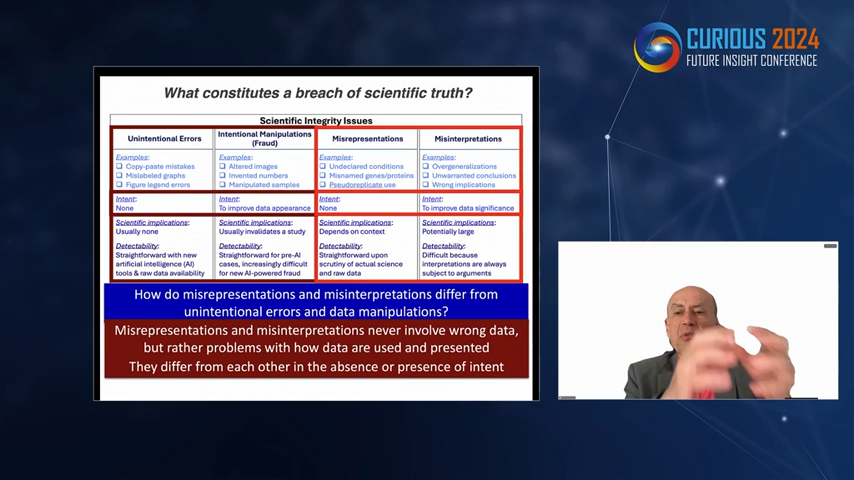 CURIOUS 2024
FUTURE INSIGHT CONFERENCE
What constitutes a breach of scientific truth?
Scientific Integrity Issues
Unintentional Errors
Examples:
Copy-paste mistakes
Mislabeled graphs
Figure legend errors
Intent:
None
Scientific implications:
Usually none
Detectability:
Straightforward with new
artificial intelligence (AI)
tools & raw data availability
Intentional Manipulations
(Fraud)
Examples:
Altered images
Invented numbers
Manipulated samples
Intent:
To improve data appearance
Scientific implications:
Usually invalidates a study
Detectability:
Straightforward for pre-AI
cases, increasingly difficult
for new AI-powered fraud
Misrepresentations
Examples:
Undeclared conditions
Misnamed genes/proteins
Pseudoreplicate use
Intent:
None
Scientific implications:
Depends on context
Detectability:
Straightforward upon
scrutiny of actual science
and raw data
Misinterpretations
Examples:
Overgeneralizations
Unwarranted conclusions
Wrong implications
Intent:
To improve data significance
Scientific implications:
Potentially large
Detectability:
Difficult because
interpretations are always
subject to arguments
How do misrepresentations and misinterpretations differ from
unintentional errors and data manipulations?
Misrepresentations and misinterpretations never involve wrong data,
but rather problems with how data are used and presented
They differ from each other in the absence or presence of intent